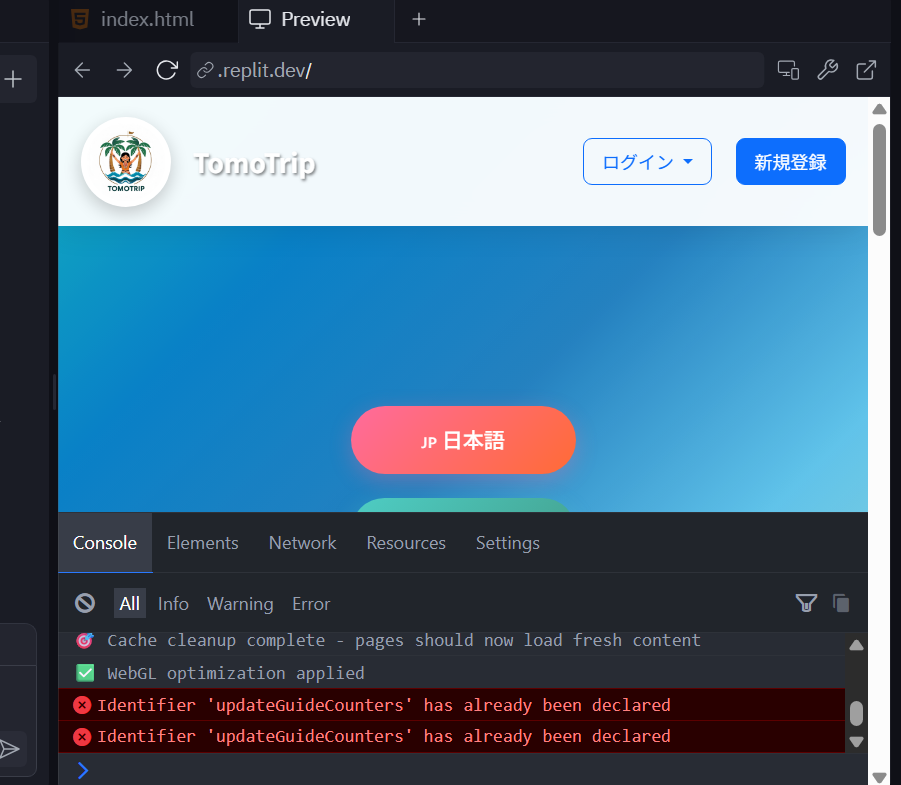 index.html
Preview
.replit.dev/
TOMOTRIP
TomoTrip
ログイン
新規登録
JP 日本語
Console
Elements
Network
Resources
Settings
All
Info
Warning
Error
🎯 Cache cleanup complete - pages should now load fresh content
✅ WebGL optimization applied
Identifier 'updateGuideCounters' has already been declared
Identifier 'updateGuideCounters' has already been declared